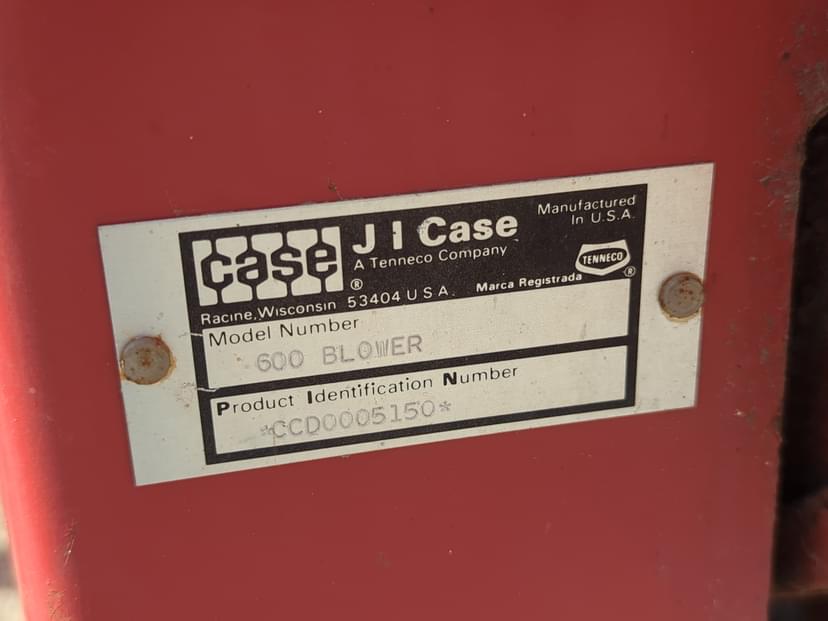 case ®
J I Case
A Tenneco Company
Manufactured
In U.S.A.
TENNECO ®
Racine, Wisconsin 53404 U S A. Marca Registrada
Model Number
600 BLOWER
Product Identification Number
*CCD0005150*